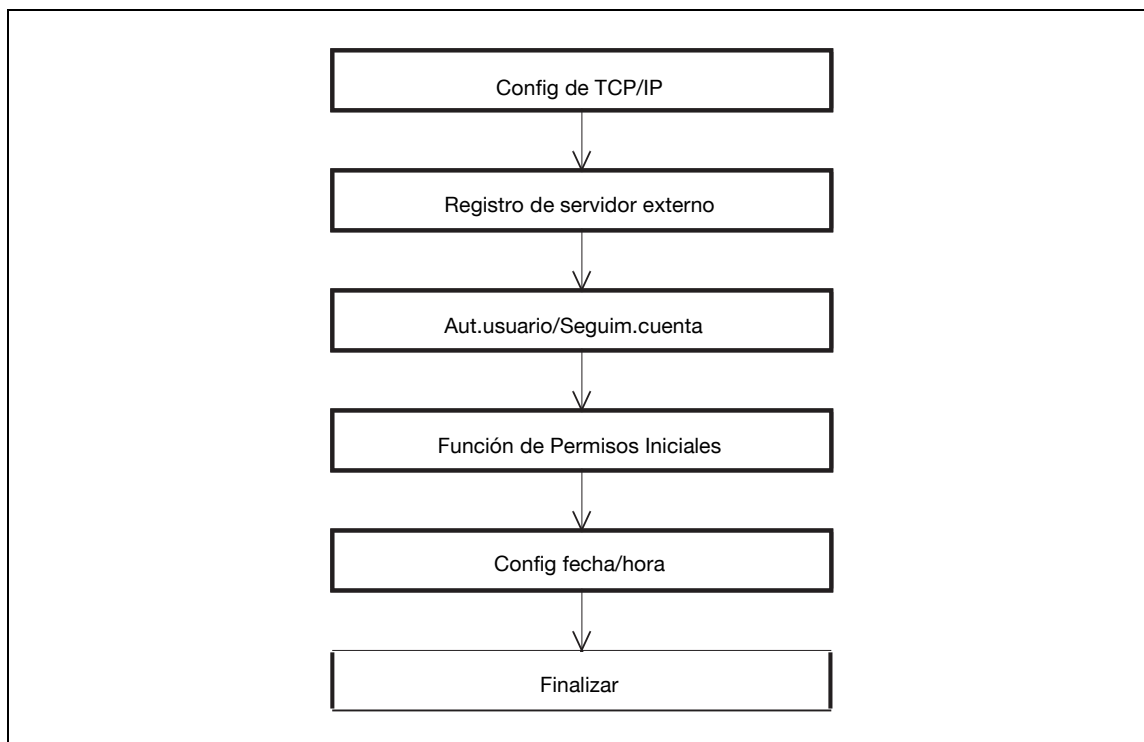 Config de TCP/IP
Registro de servidor externo
Aut.usuario/Seguim.cuenta
Función de Permisos Iniciales
Config fecha/hora
Finalizar